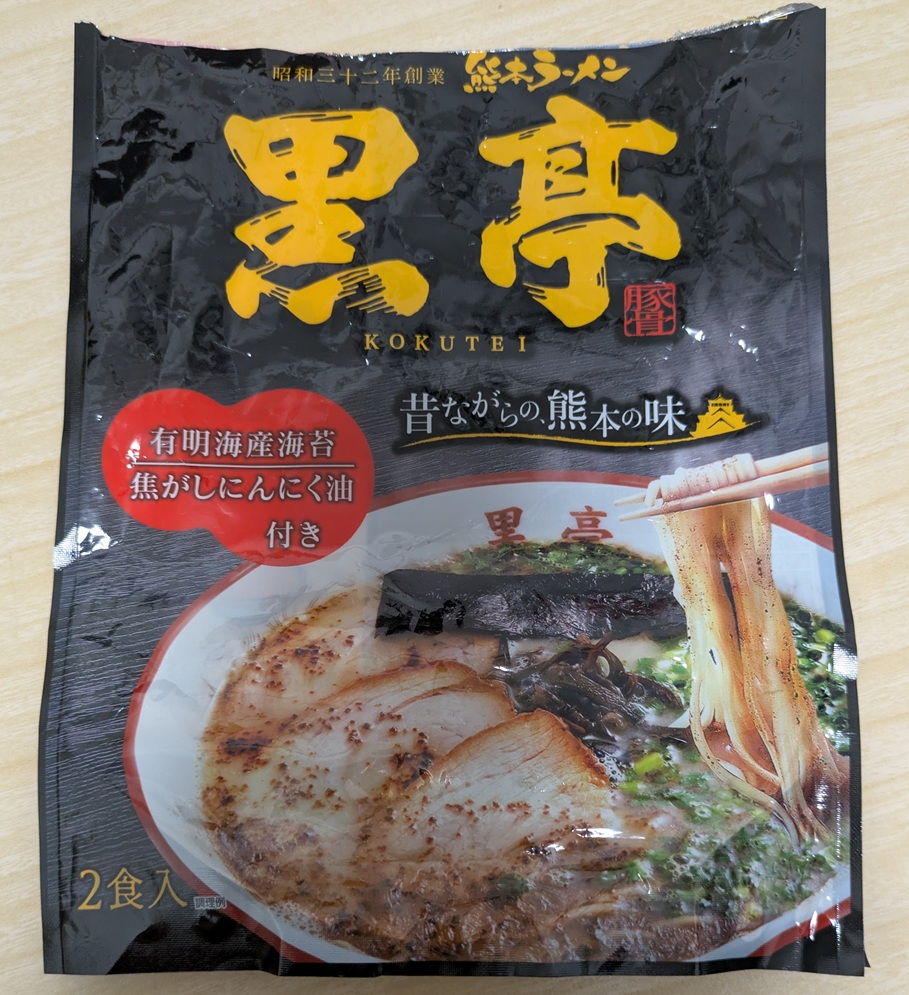 昭和三十二年創業 熊本ラーメン
黒亭
豚骨
KOKUTEI
昔ながらの、熊本の味
有明海産海苔
焦がしにんにく油
付き
黒亭
2食入 調理例